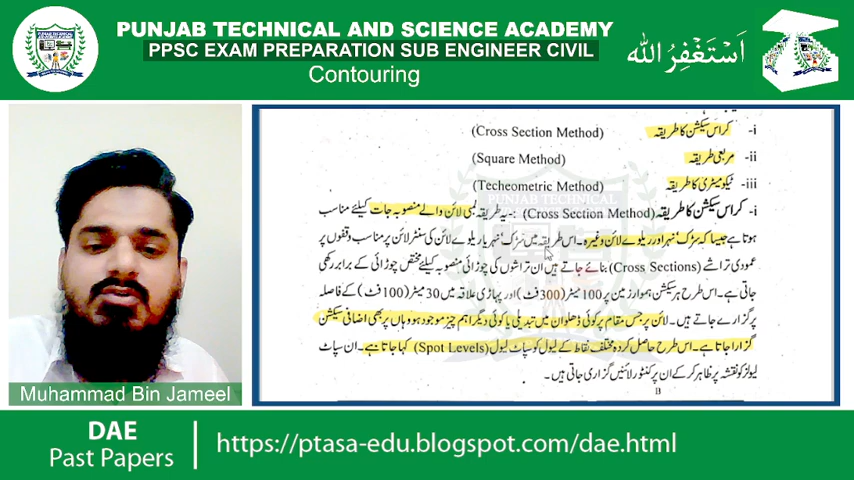 PUNJAB TECHNICAL AND SCIENCE ACADEMY
PPSC EXAM PREPARATION SUB ENGINEER CIVIL
Contouring
اَسْتَغْفِرُ اللّٰه
i- کراس سیکشن کا طریقہ (Cross Section Method)
ii- مربعی طریقہ (Square Method)
iii- ٹیکومیٹری کا طریقہ (Techeometric Method)
i- کراس سیکشن کا طریقہ (Cross Section Method) :- یہ طریقہ لمبی لائن والے منصوبہ جات کیلئے مناسب
ہوتا ہے جیسا کہ سڑک' نہر اور ریلوے لائن وغیرہ۔ اس طریقہ میں سڑک' نہر یا ریلوے لائن کی سنٹر لائن پر مناسب وقفوں پر
عمودی تراشے (Cross Sections) بنائے جاتے ہیں ان تراشوں کی چوڑائی منصوبہ کیلئے مختص چوڑائی کے برابر رکھی
جاتی ہے۔ اس طرح ہر سیکشن ہموار زمین پر 100 میٹر (300 فٹ) اور پہاڑی علاقہ میں 30 میٹر (100 فٹ) کے فاصلہ
پر گزارے جاتے ہیں۔ لائن پر جس مقام پر کوئی ڈھلوان میں تبدیلی یا کوئی دیگر اہم چیز موجود ہو وہاں پر بھی اضافی سیکشن
گزارا جاتا ہے۔ اس طرح حاصل کردہ مختلف نقاط کے لیول کو سپاٹ لیول (Spot Levels) کہا جاتا ہے۔ ان سپاٹ
لیولز کو نقشہ پر ظاہر کر کے ان پر کنٹور لائنیں گزاری جاتی ہیں۔
B
PUNJAB TECHNICAL
Muhammad Bin Jameel
DAE
Past Papers
https://ptasa-edu.blogspot.com/dae.html